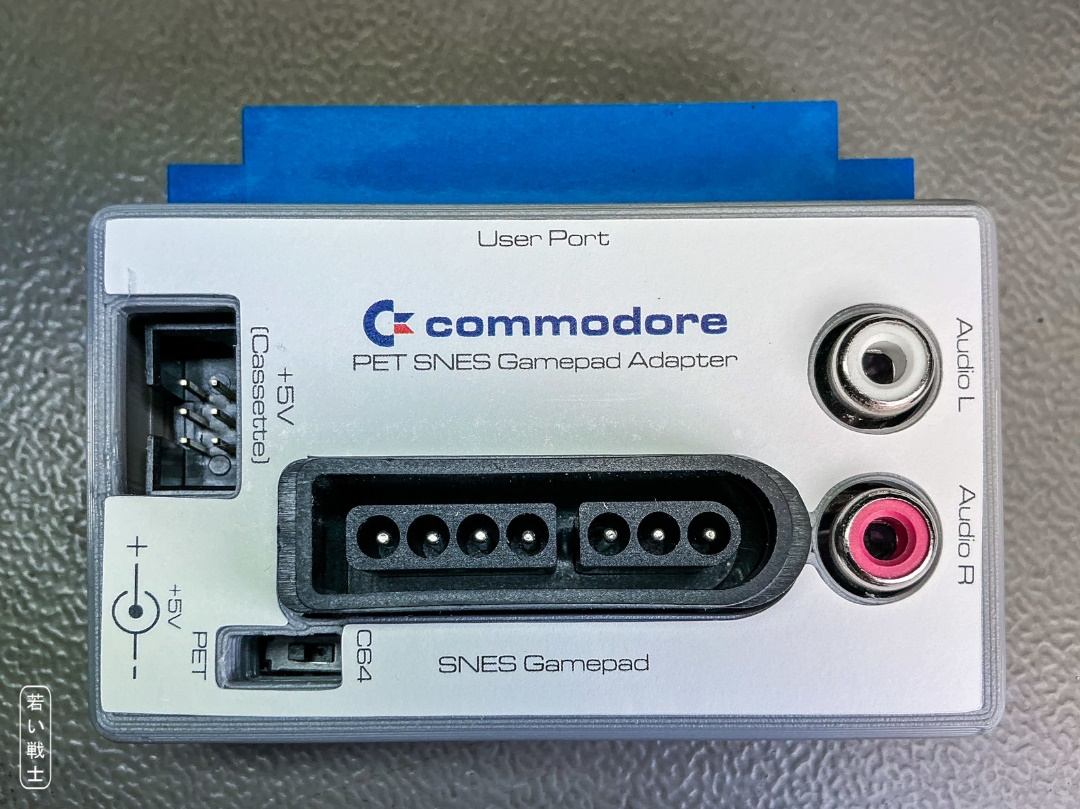 User Port
commodore
PET SNES Gamepad Adapter
+5V
(Cassette)
Audio L
Audio R
+
+5V
-
PET
C64
SNES Gamepad
若い戦士